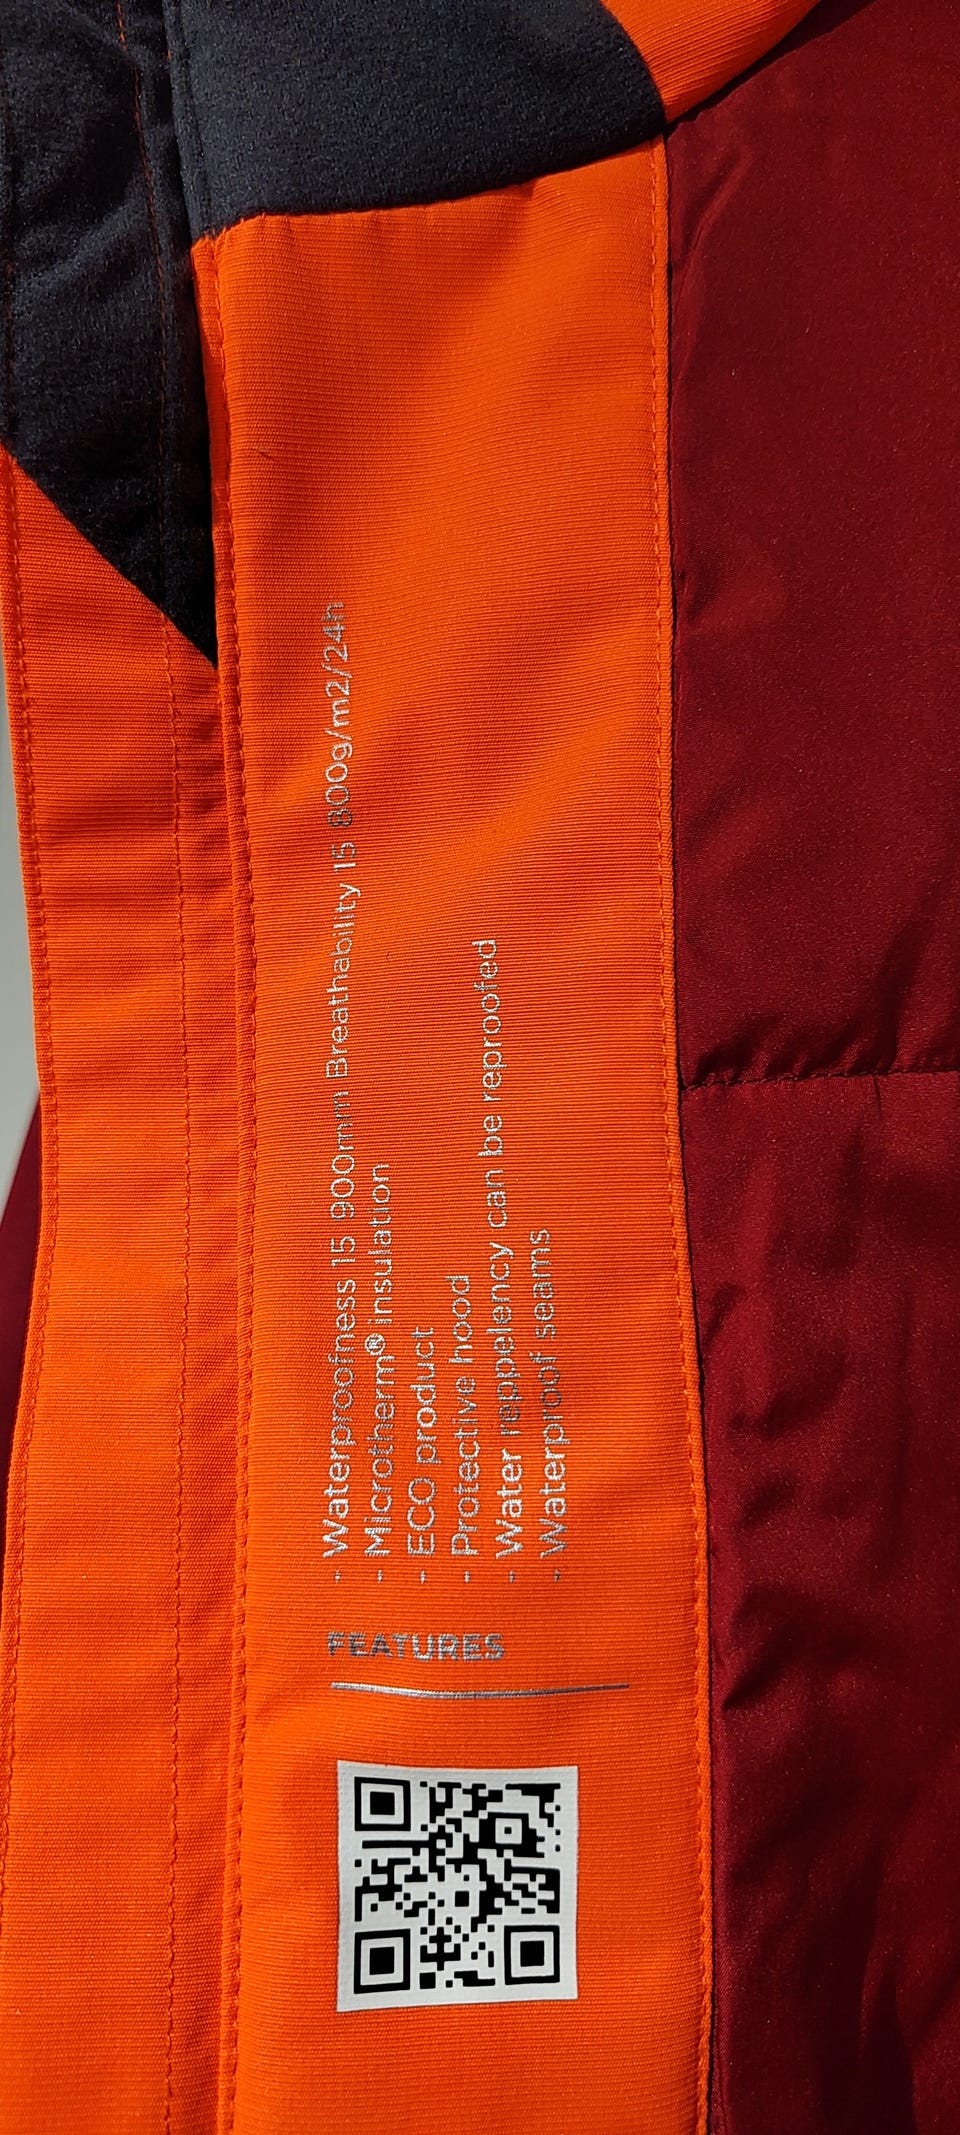 FEATURES
- Waterproofness 15 900mm Breathability 15 800g/m2/24h
- Microtherm® insulation
- ECO product
- Protective hood
- Water reppelency can be reproofed
- Waterproof seams